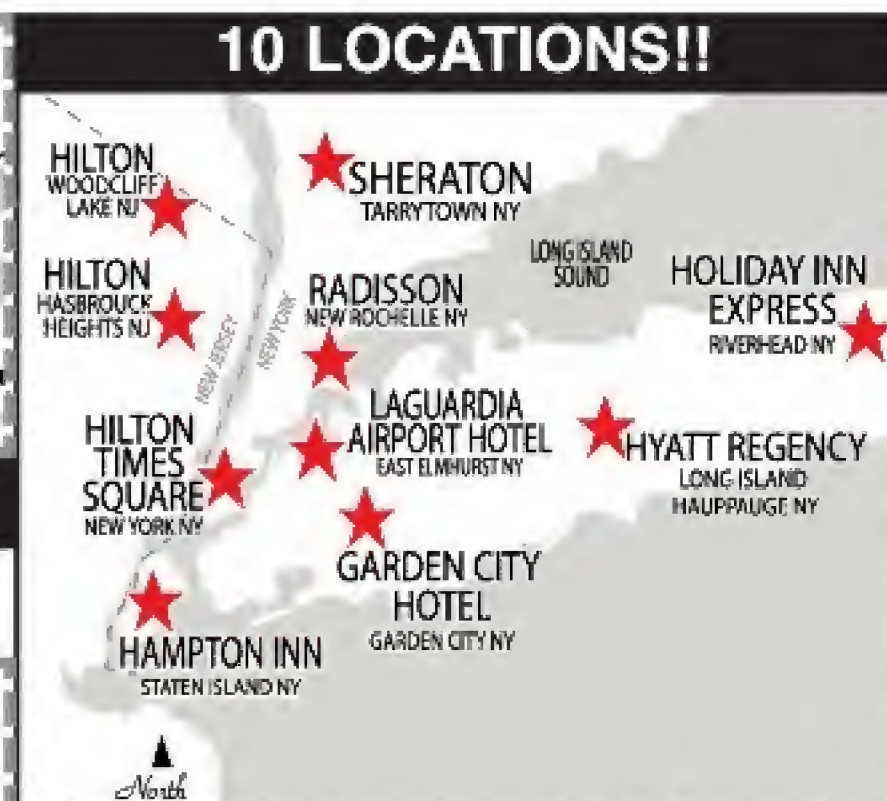 10 LOCATIONS!!
HILTON
WOODCLIFF
LAKE NJ
SHERATON
TARRYTOWN NY
HILTON
HASBROUCK
HEIGHTS NJ
NEW JERSEY
NEW YORK
RADISSON
NEW ROCHELLE NY
LONG ISLAND
SOUND
HOLIDAY INN
EXPRESS
RIVERHEAD NY
HILTON
TIMES
SQUARE
NEW YORK NY
LAGUARDIA
AIRPORT HOTEL
EAST ELMHURST NY
HYATT REGENCY
LONG ISLAND
HAUPPAUGE NY
GARDEN CITY
HOTEL
GARDEN CITY NY
HAMPTON INN
STATEN ISLAND NY
North